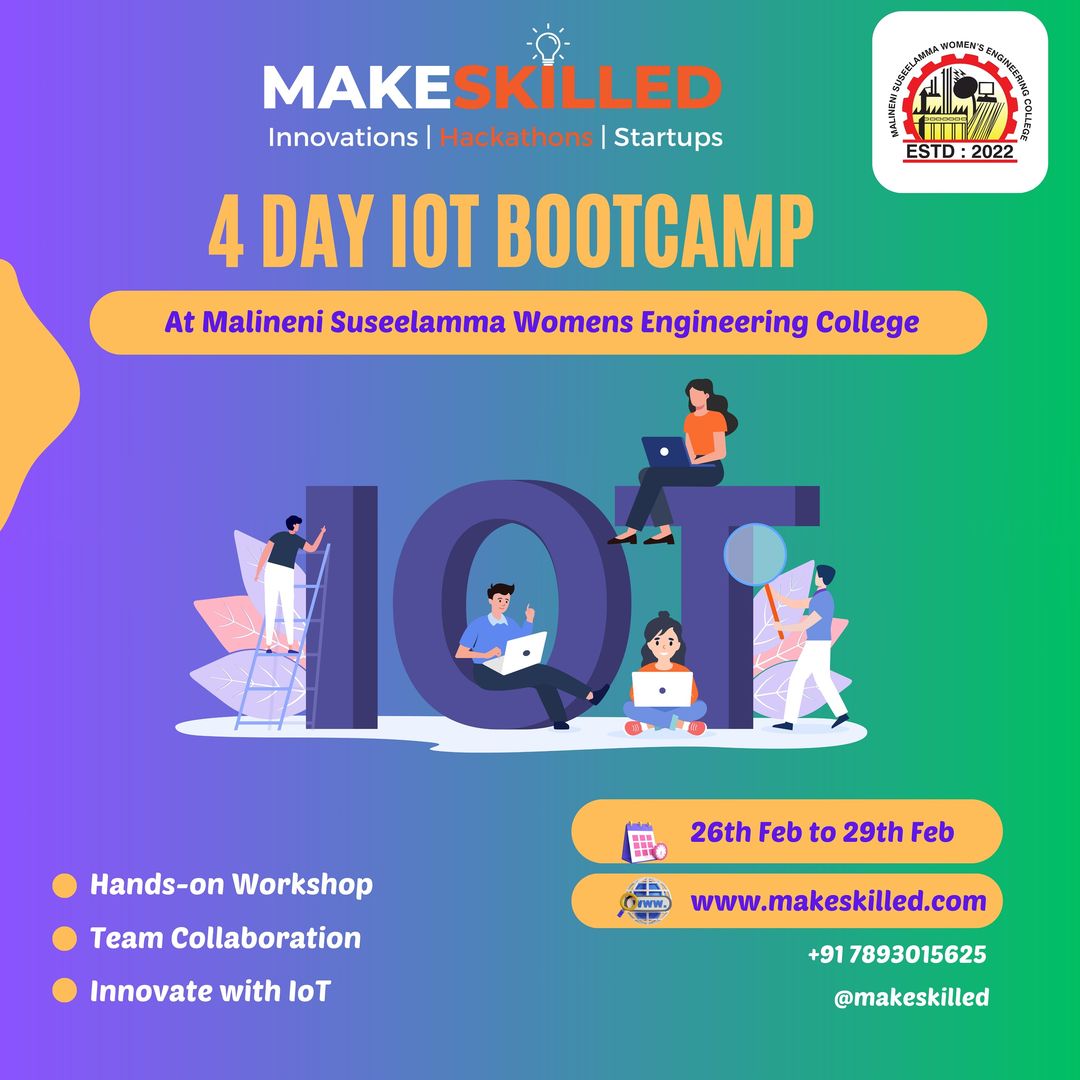 MAKESKILLED
Innovations | Hackathons | Startups
MALINENI SUSEELAMMA WOMEN'S ENGINEERING COLLEGE
ESTD : 2022
4 DAY IOT BOOTCAMP
At Malineni Suseelamma Womens Engineering College
IOT
26th Feb to 29th Feb
www.
www.makeskilled.com
+91 7893015625
@makeskilled
Hands-on Workshop
Team Collaboration
Innovate with IoT